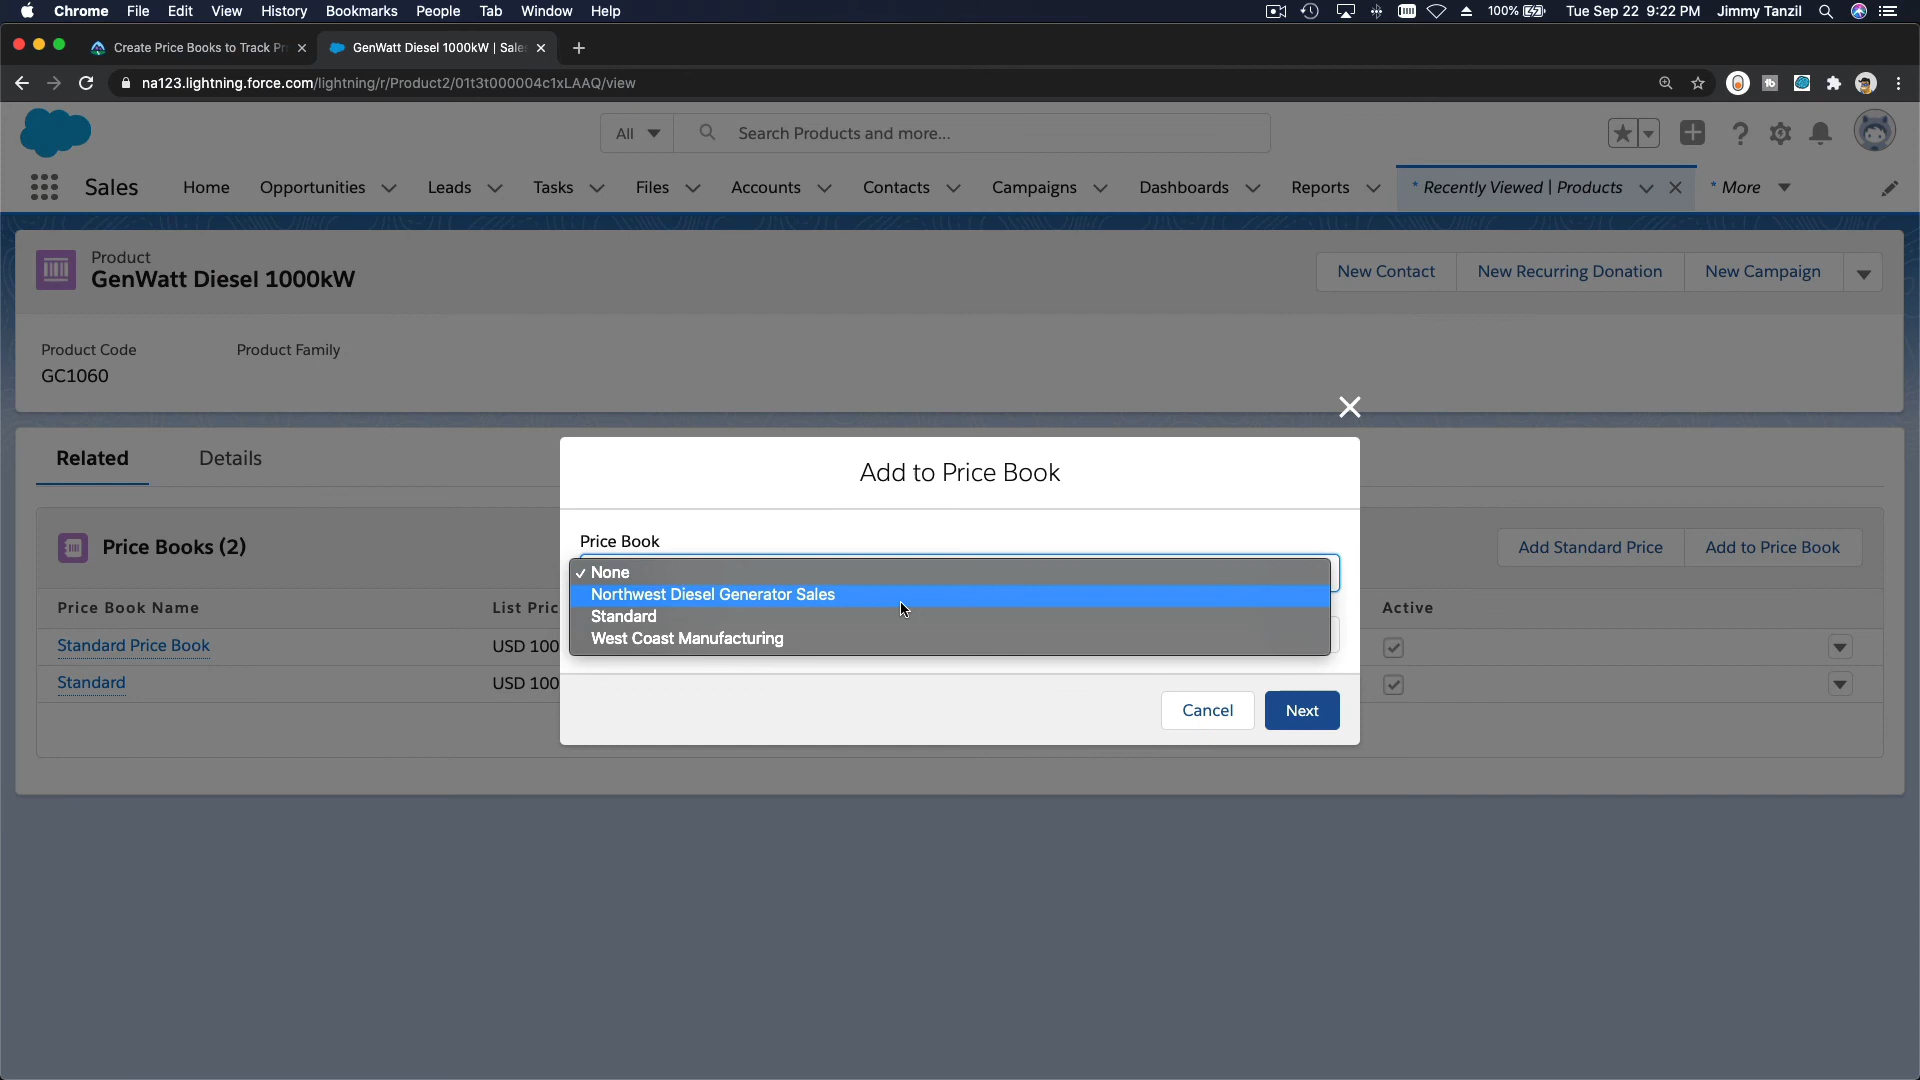 Chrome File Edit View History Bookmarks People Tab Window Help 100% Tue Sep 22 9:22 PM Jimmy Tanzil
Create Price Books to Track Pr GenWatt Diesel 1000kW | Sale
na123.lightning.force.com/lightning/r/Product2/01t3t000004c1xLAAQ/view
All Search Products and more...
Sales Home Opportunities Leads Tasks Files Accounts Contacts Campaigns Dashboards Reports * Recently Viewed | Products * More
Product
GenWatt Diesel 1000kW
New Contact New Recurring Donation New Campaign
Product Code Product Family
GC1060
Related Details
Add to Price Book
Price Books (2)
Add Standard Price Add to Price Book
Price Book
None
Northwest Diesel Generator Sales
Standard
West Coast Manufacturing
Price Book Name List Pric Active
Standard Price Book USD 100
Standard USD 100
Cancel Next